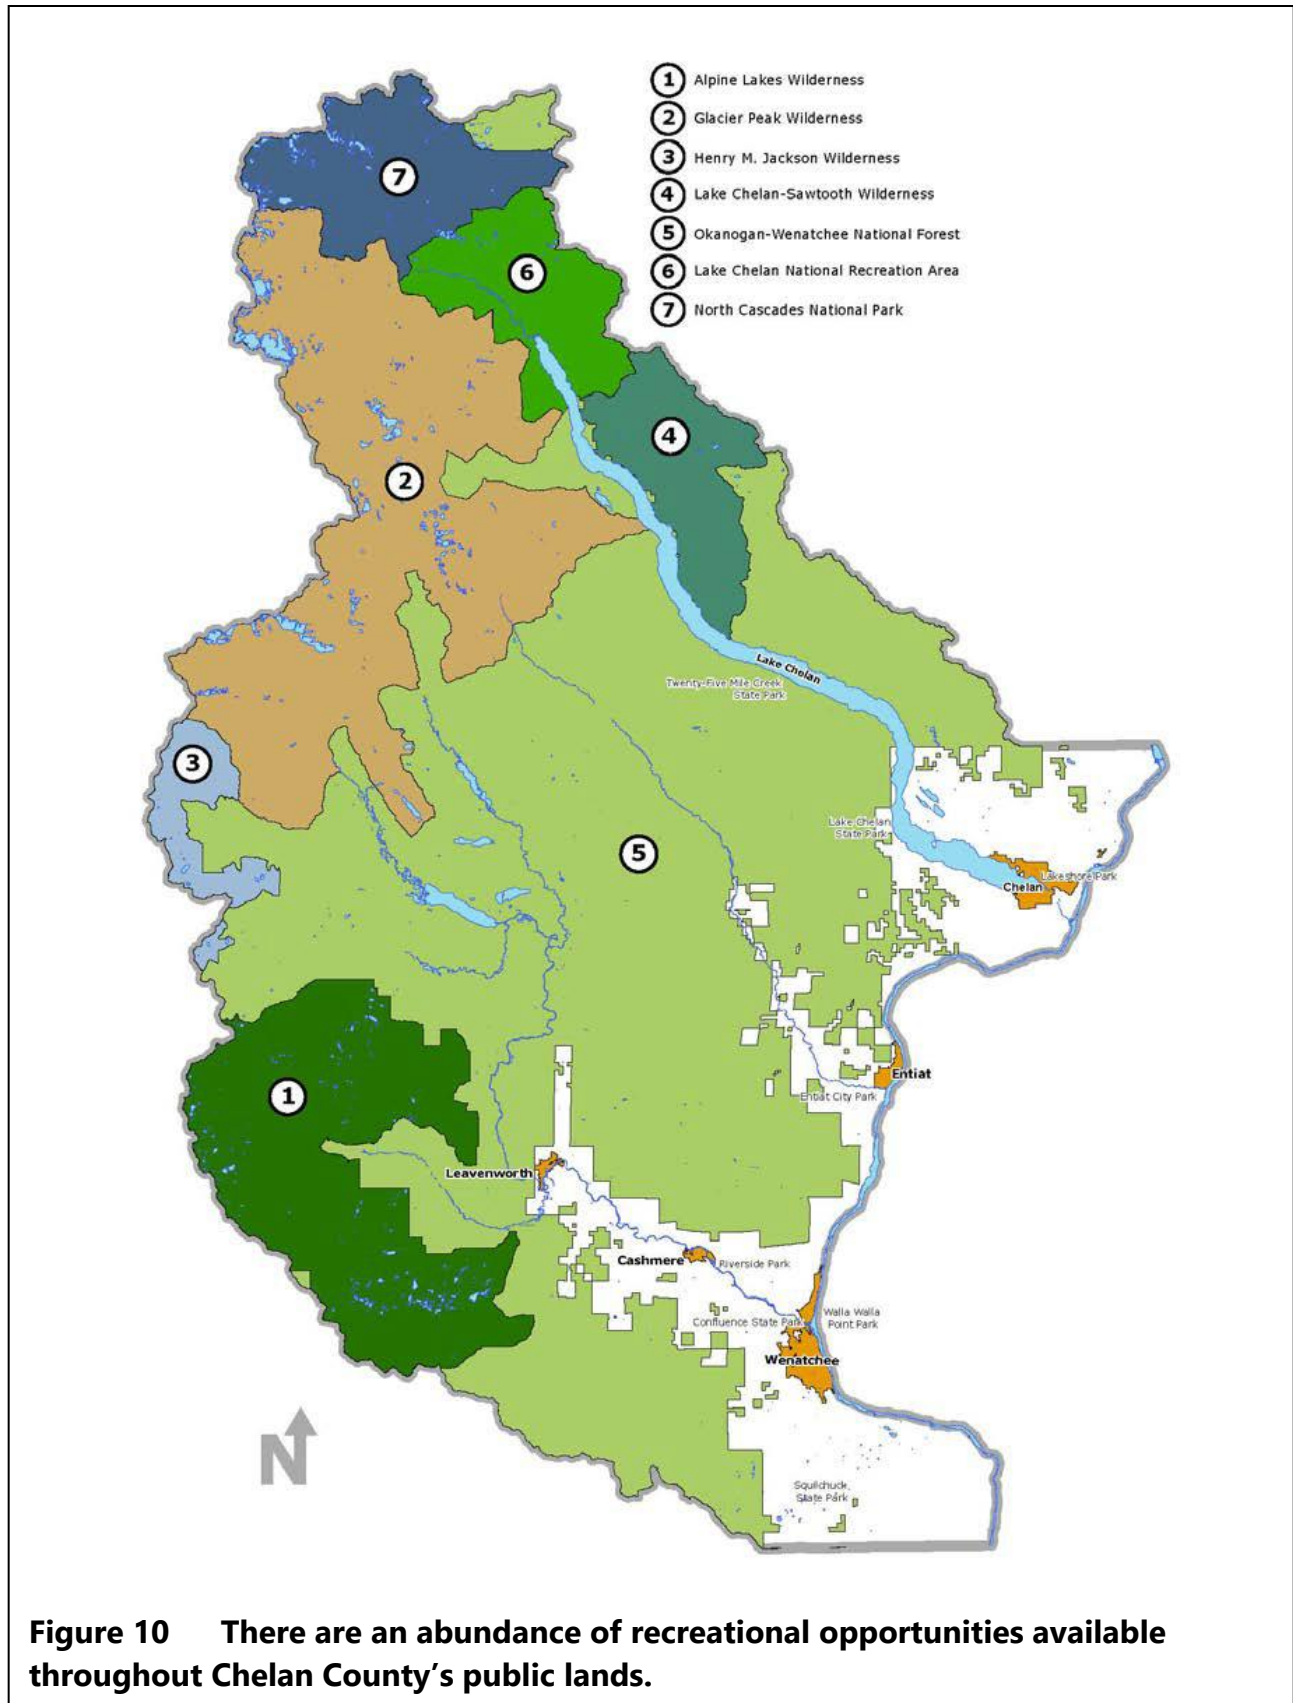 1 Alpine Lakes Wilderness
2 Glacier Peak Wilderness
3 Henry M. Jackson Wilderness
4 Lake Chelan-Sawtooth Wilderness
5 Okanogan-Wenatchee National Forest
6 Lake Chelan National Recreation Area
7 North Cascades National Park
7
6
4
2
Lake Chelan
Twenty-Five Mile Creek
State Park
3
Lake Chelan
State Park
5
Lakeshore Park
Chelan
Entiat
1
Entiat City Park
Leavenworth
Cashmere
Riverside Park
Walla Walla
Point Park
Confluence State Park
Wenatchee
N
Squilchuck
State Park
Figure 10 There are an abundance of recreational opportunities available
throughout Chelan County’s public lands.